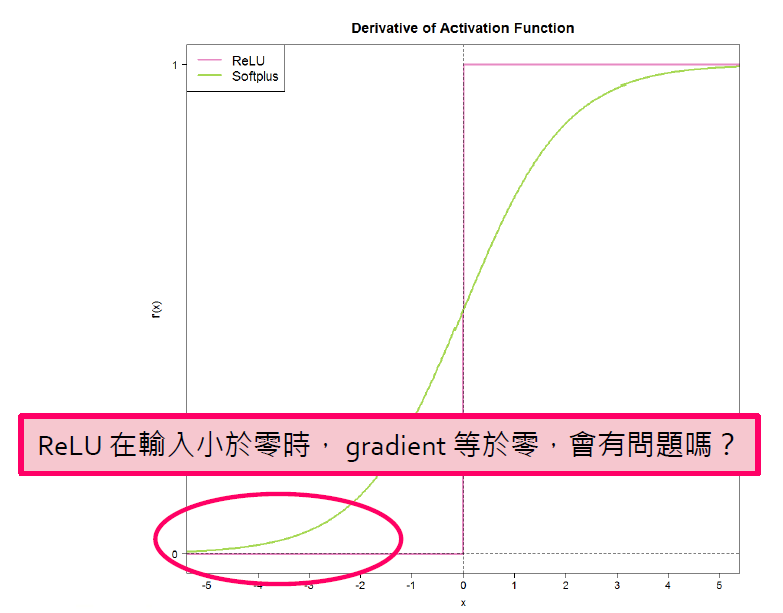 Derivative of Activation Function
ReLU
Softplus
1
r(x)
ReLU 在輸入小於零時， gradient 等於零，會有問題嗎？
0
-5 -4 -3 -2 -1 0 1 2 3 4 5
x